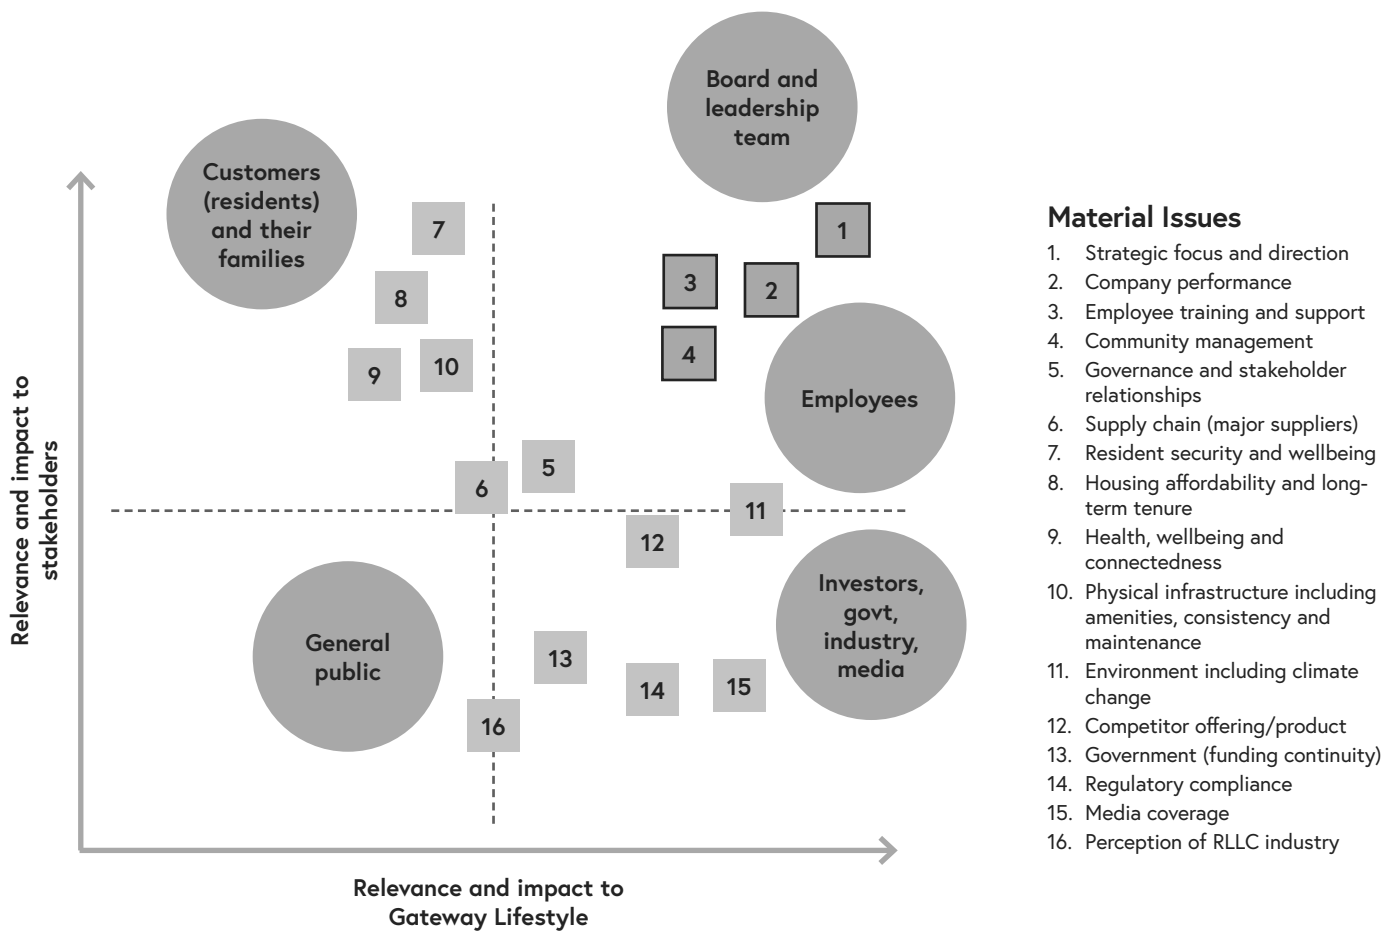 Board and
leadership
team
Customers
(residents)
and their
families
7
1
3
2
8
4
10
9
Employees
5
6
11
12
Investors,
govt,
industry,
media
General
public
13
14
15
16
Relevance and impact to
stakeholders
Relevance and impact to
Gateway Lifestyle
Material Issues
1. Strategic focus and direction
2. Company performance
3. Employee training and support
4. Community management
5. Governance and stakeholder
relationships
6. Supply chain (major suppliers)
7. Resident security and wellbeing
8. Housing affordability and long-
term tenure
9. Health, wellbeing and
connectedness
10. Physical infrastructure including
amenities, consistency and
maintenance
11. Environment including climate
change
12. Competitor offering/product
13. Government (funding continuity)
14. Regulatory compliance
15. Media coverage
16. Perception of RLLC industry